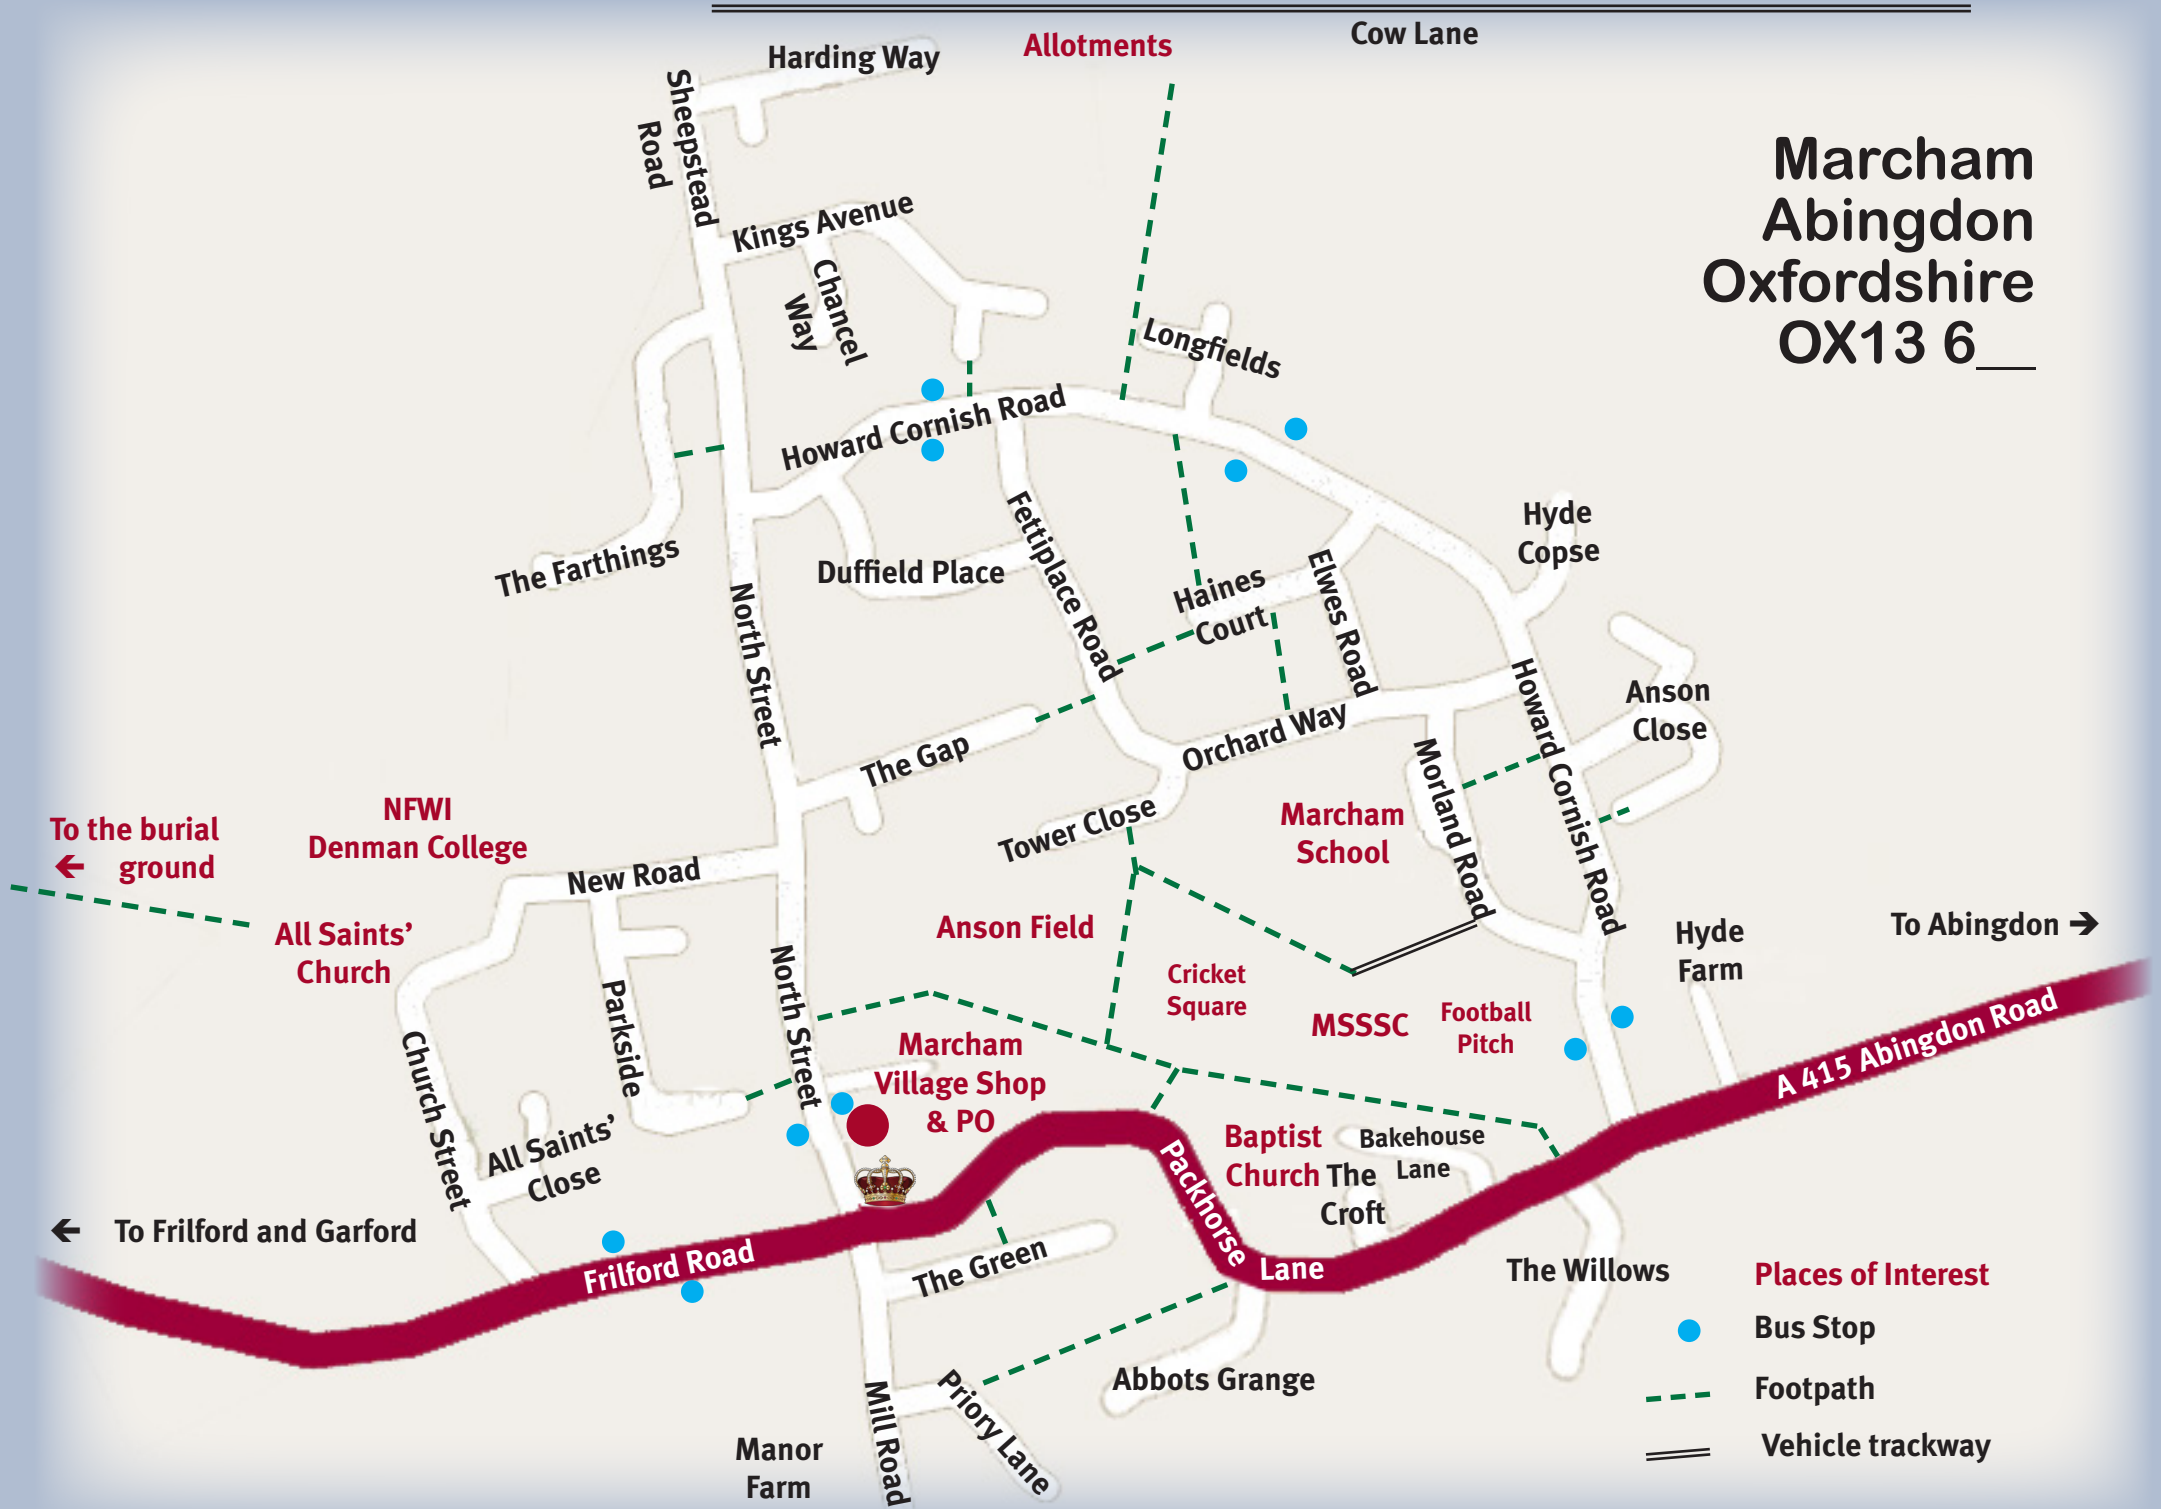 Cow Lane
Allotments
Harding Way
Sheepstead
Road
Marcham
Abingdon
Oxfordshire
OX13 6__
Kings Avenue
Chancel
Way
Longfields
Howard Cornish Road
Hyde
Copse
The Farthings
Duffield Place
Fettiplace Road
Haines
Court
Elwes Road
North Street
Howard Cornish Road
Anson
Close
Orchard Way
The Gap
Morland Road
Tower Close
Marcham
School
NFWI
Denman College
To the burial
← ground
New Road
All Saints’
Church
Anson Field
Cricket
Square
MSSSC
Football
Pitch
Hyde
Farm
To Abingdon →
A 415 Abingdon Road
North Street
Parkside
Church Street
Marcham
Village Shop
& PO
All Saints’
Close
Baptist
Church
Bakehouse
Lane
The
Croft
Packhorse
Lane
← To Frilford and Garford
Frilford Road
The Green
The Willows
Abbots Grange
Priory Lane
Mill Road
Manor
Farm
Places of Interest
Bus Stop
Footpath
Vehicle trackway